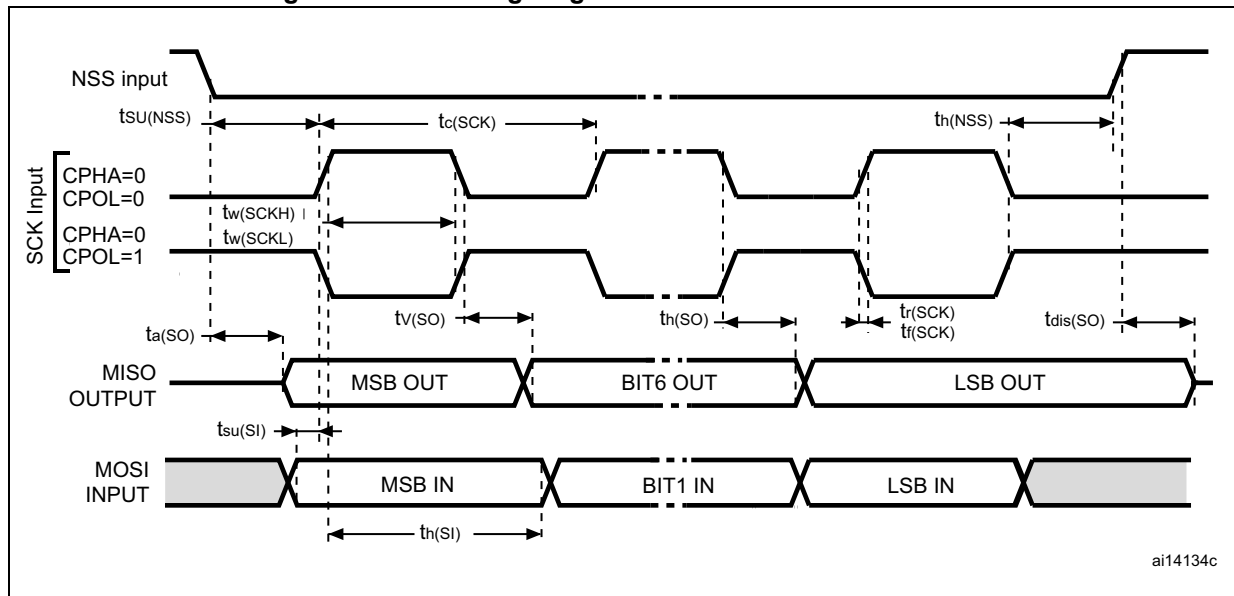 NSS input
tSU(NSS)
tc(SCK)
th(NSS)
SCK Input
CPHA=0
CPOL=0
tw(SCKH)
CPHA=0
CPOL=1
tw(SCKL)
ta(SO)
tV(SO)
th(SO)
tr(SCK)
tf(SCK)
tdis(SO)
MISO
OUTPUT
MSB OUT
BIT6 OUT
LSB OUT
tsu(SI)
MOSI
INPUT
MSB IN
BIT1 IN
LSB IN
th(SI)
ai14134c